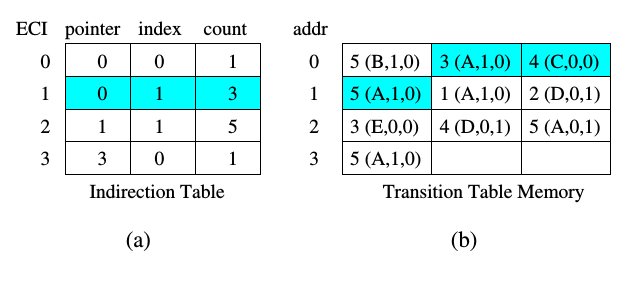 ECI pointer index count addr
0 0 0 1 0 5 (B,1,0) 3 (A,1,0) 4 (C,0,0)
1 0 1 3 1 5 (A,1,0) 1 (A,1,0) 2 (D,0,1)
2 1 1 5 2 3 (E,0,0) 4 (D,0,1) 5 (A,0,1)
3 3 0 1 3 5 (A,1,0)
Indirection Table Transition Table Memory
(a) (b)